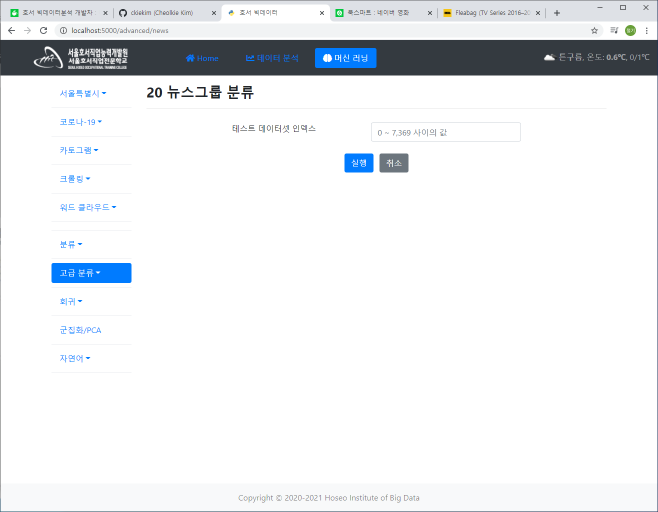 호서 빅데이터분석 개발자
ckiekim (Cheolkie Kim)
호서 빅데이터
북스마트 : 네이버 영화
Fleabag (TV Series 2016–20
localhost:5000/advanced/news
서울호서직업능력개발원
서울호서직업전문학교
Home
데이터 분석
머신 러닝
튼구름, 온도: 0.6℃, 0/1℃
서울특별시
코로나-19
카토그램
크롤링
워드 클라우드
분류
고급 분류
회귀
군집화/PCA
자연어
20 뉴스그룹 분류
테스트 데이터셋 인덱스
0 ~ 7,369 사이의 값
실행
취소
Copyright © 2020-2021 Hoseo Institute of Big Data